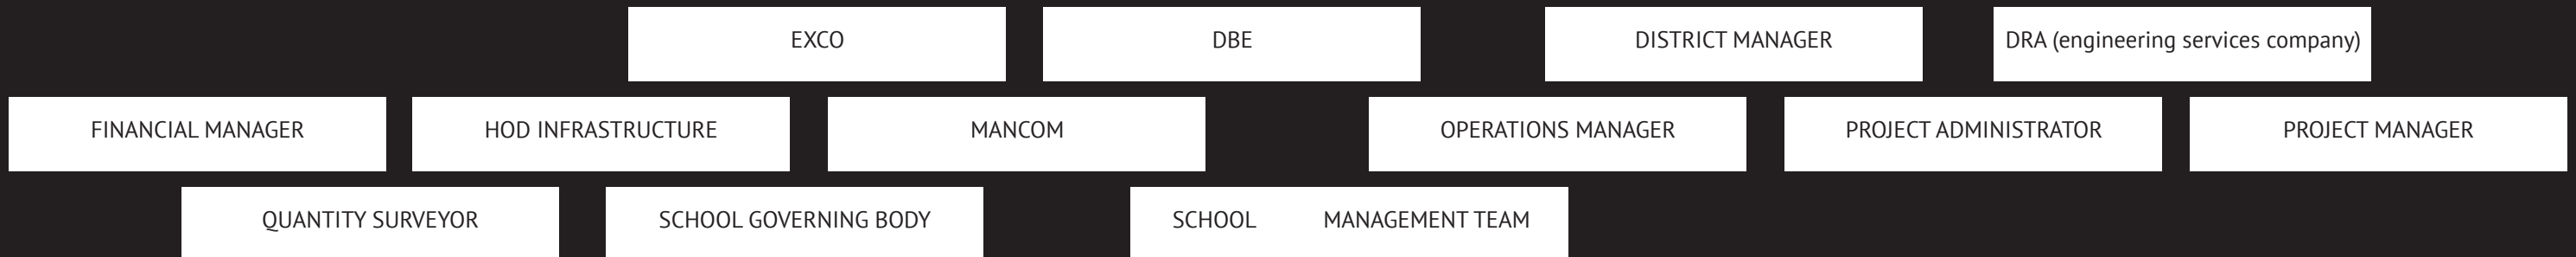 EXCO
DBE
DISTRICT MANAGER
DRA (engineering services company)
FINANCIAL MANAGER
HOD INFRASTRUCTURE
MANCOM
OPERATIONS MANAGER
PROJECT ADMINISTRATOR
PROJECT MANAGER
QUANTITY SURVEYOR
SCHOOL GOVERNING BODY
SCHOOL MANAGEMENT TEAM